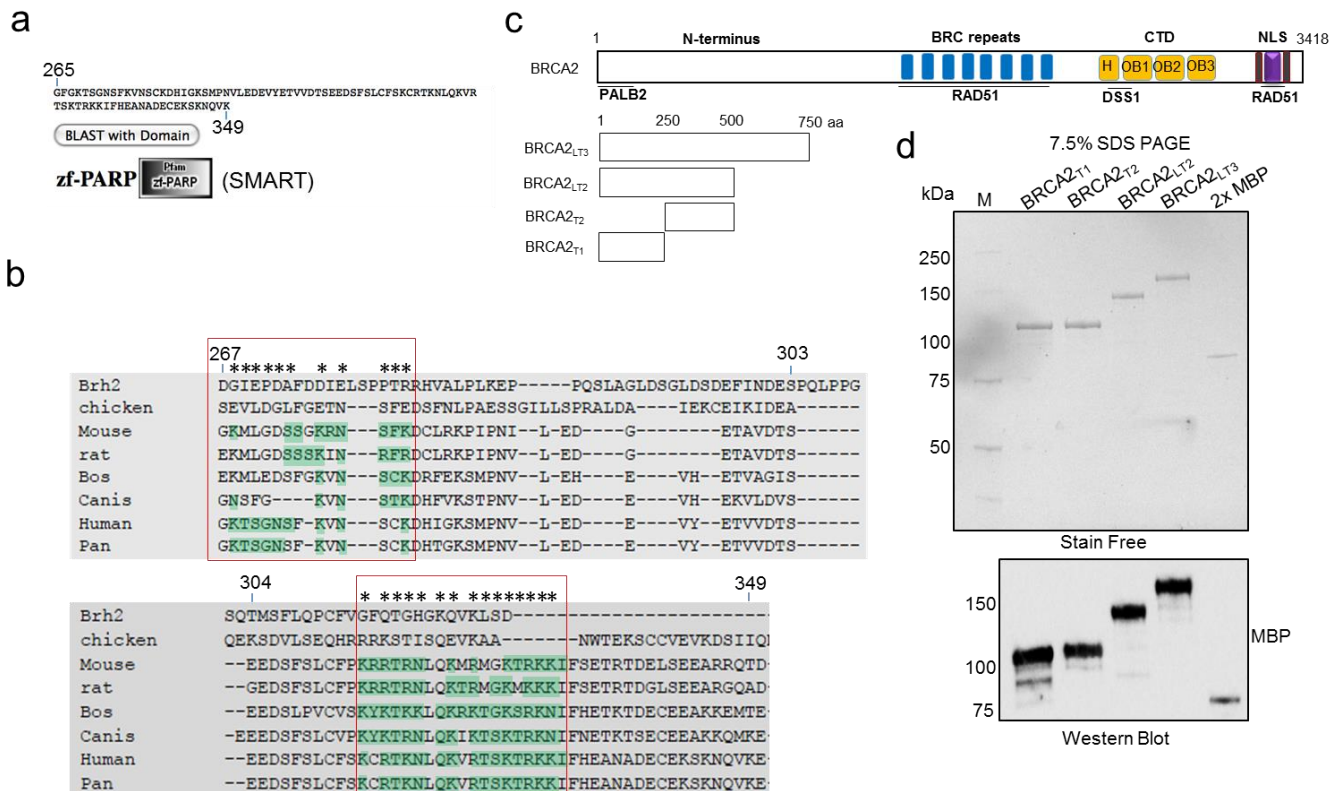 a
265
GFGKTSGNSFKVNSCKDHIGKSMPNVLEDEVYETVVDTSEEDSFSLCFSKCRTKNLQKVR
TSKTRKKIFHEANADECEKSKNQVK
349
BLAST with Domain
zf-PARP Pfam zf-PARP (SMART)
b
267 303
* * * * * * * * * * *
Brh2 DGIEPDAFDDIELSPPTRRHVALPLKEP-----PQSLAGLDSGLDSDEFINDESPQLPPG
chicken SEVLDGLFGETN---SFEDSFNLPAESSGILLSPRALDA----IEKCEIKIDEA------
Mouse GKMLGDSSGKRN---SFKDCLRKPIPNI--L-ED----G-------ETAVDTS------
rat EKMLGDSSSKIN---RFRDCLRKPIPNV--L-ED----G-------ETAVDTS------
Bos EKMLEDSFGKVN---SCKDRFEKSMPNV--L-EH----E----VH-ETVAGIS------
Canis GNSFG----KVN---STKDHFVKSTPNV--L-ED----E----VH-EKVLDVS------
Human GKTSGNSF-KVN---SCKDHIGKSMPNV--L-ED----E----VY-ETVVDTS------
Pan GKTSGNSF-KVN---SCKDHTGKSMPNV--L-ED----E----VY-ETVVDTS------
304 349
* * * * * * * * * * * * * * * * *
Brh2 SQTMSFLQPCFVGFQTGHGKQVKLSD------------------------
chicken QEKSDVLSEQHRRRKSTISQEVKAA------NWTEKSCCVEVKDSIIQ
Mouse --EEDSFSLCFPKRRTRNLQKMRMGKTRKKIFSETRTDELSEEARRQTD-
rat --GEDSFSLCFPKRRTRNLQKTRMGKMKKKIFSETRTDGLSEEARGQAD-
Bos --EEDSLPVCVSKYKTKKLQKRKTGKSRKNIFHETKTDECEEAKKEMTE-
Canis --EEDSFSLCVPKYKTRNLQKIKTSKTRKNIFNETKTSECEEAKKQMKE-
Human --EEDSFSLCFSKCRTKNLQKVRTSKTRKKIFHEANADECEKSKNQVKE-
Pan --EEDSFSLCFSKCRTKNLQKVRTSKTRKKIFHEANADECEKSKNQVKE-
c
1 N-terminus BRC repeats CTD NLS 3418
BRCA2 H OB1 OB2 OB3
PALB2 RAD51 DSS1 RAD51
1 250 500 750 aa
BRCA2LT3
BRCA2LT2
BRCA2T2
BRCA2T1
d
7.5% SDS PAGE
kDa M BRCA2T1 BRCA2T2 BRCA2LT2 BRCA2LT3 2x MBP
250
150
100
75
50
Stain Free
150
100
75
MBP
Western Blot